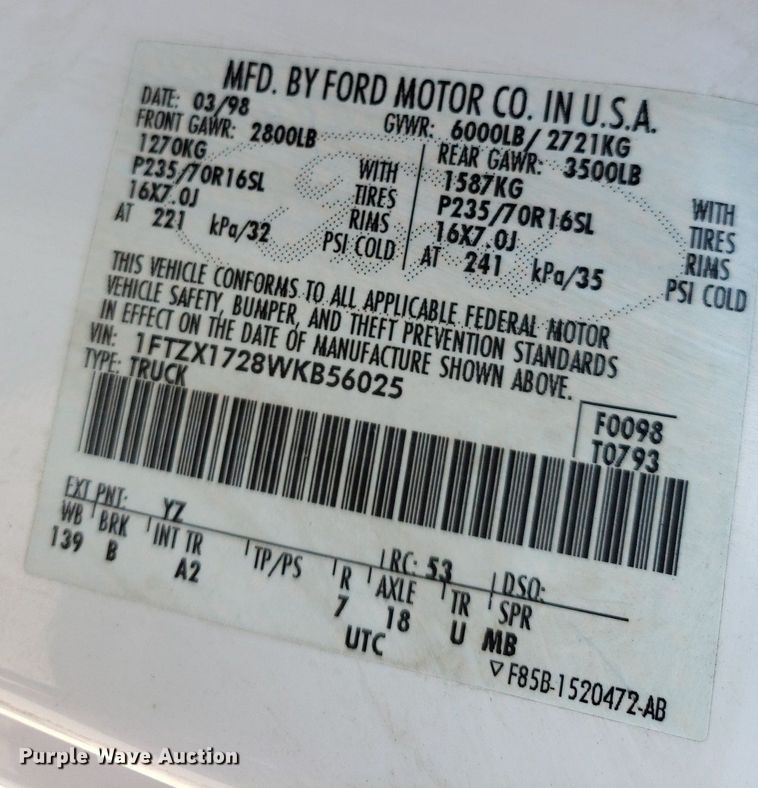 MFD. BY FORD MOTOR CO. IN U.S.A.
DATE: 03/98 GVWR: 6000LB/ 2721KG
FRONT GAWR: 2800LB REAR GAWR: 3500LB
1270KG WITH 1587KG WITH
P235/70R16SL TIRES P235/70R16SL TIRES
16X7.0J RIMS 16X7.0J RIMS
AT 221 kPa/32 PSI COLD AT 241 kPa/35 PSI COLD
THIS VEHICLE CONFORMS TO ALL APPLICABLE FEDERAL MOTOR
VEHICLE SAFETY, BUMPER, AND THEFT PREVENTION STANDARDS
IN EFFECT ON THE DATE OF MANUFACTURE SHOWN ABOVE.
VIN: 1FTZX1728WKB56025
TYPE: TRUCK
F0098
T0793
EXT PNT: YZ RC: 53 DSO:
WB BRK INT TR TP/PS R AXLE TR SPR
139 B A2 7 18 U MB
UTC
▽ F85B-1520472-AB
Purple Wave Auction